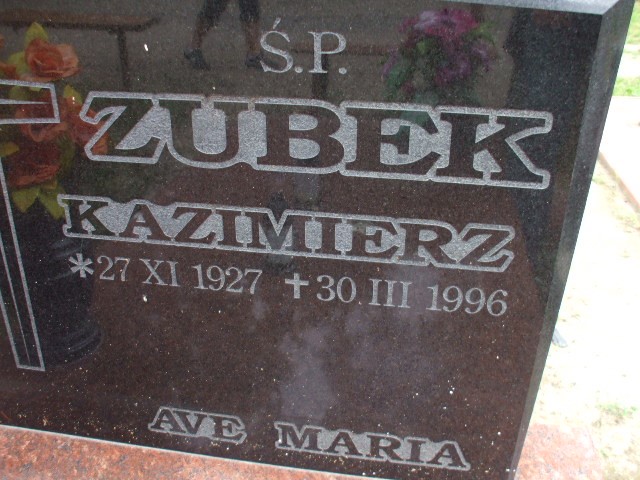 Ś.P.
ZUBEK
KAZIMIERZ
*27 XI 1927 ✝30 III 1996
AVE MARIA